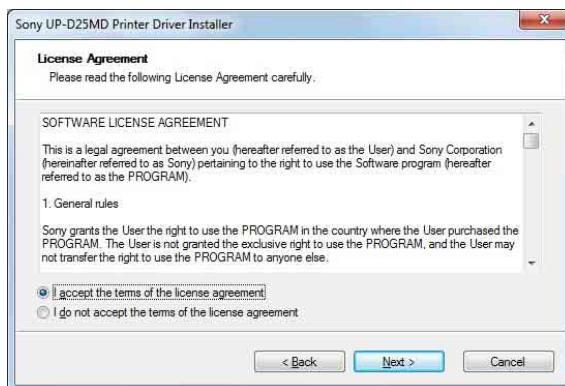 Sony UP-D25MD Printer Driver Installer
License Agreement
Please read the following License Agreement carefully.
SOFTWARE LICENSE AGREEMENT
This is a legal agreement between you (hereafter referred to as the User) and Sony Corporation
(hereinafter referred to as Sony) pertaining to the right to use the Software program (hereafter
referred to as the PROGRAM).
1. General rules
Sony grants the User the right to use the PROGRAM in the country where the User purchased the
PROGRAM. The User is not granted the exclusive right to use the PROGRAM, and the User may
not transfer the right to use the PROGRAM to anyone else.
I accept the terms of the license agreement
I do not accept the terms of the license agreement
< Back Next > Cancel